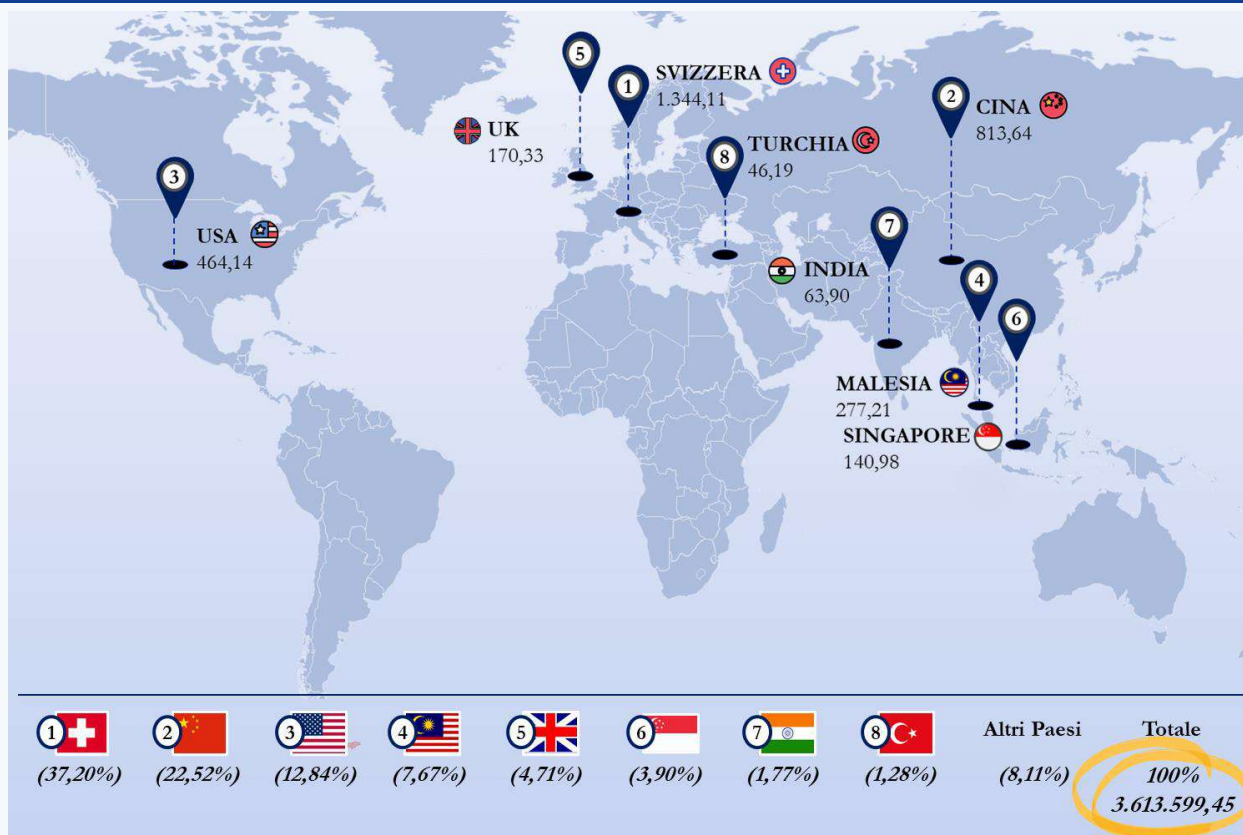 5
SVIZZERA
1.344,11
1
2
CINA
813,64
UK
170,33
TURCHIA
46,19
8
3
USA
464,14
7
INDIA
63,90
4
6
MALESIA
277,21
SINGAPORE
140,98
1 2 3 4 5 6 7 8 Altri Paesi Totale
(37,20%) (22,52%) (12,84%) (7,67%) (4,71%) (3,90%) (1,77%) (1,28%) (8,11%) 100%
3.613.599,45